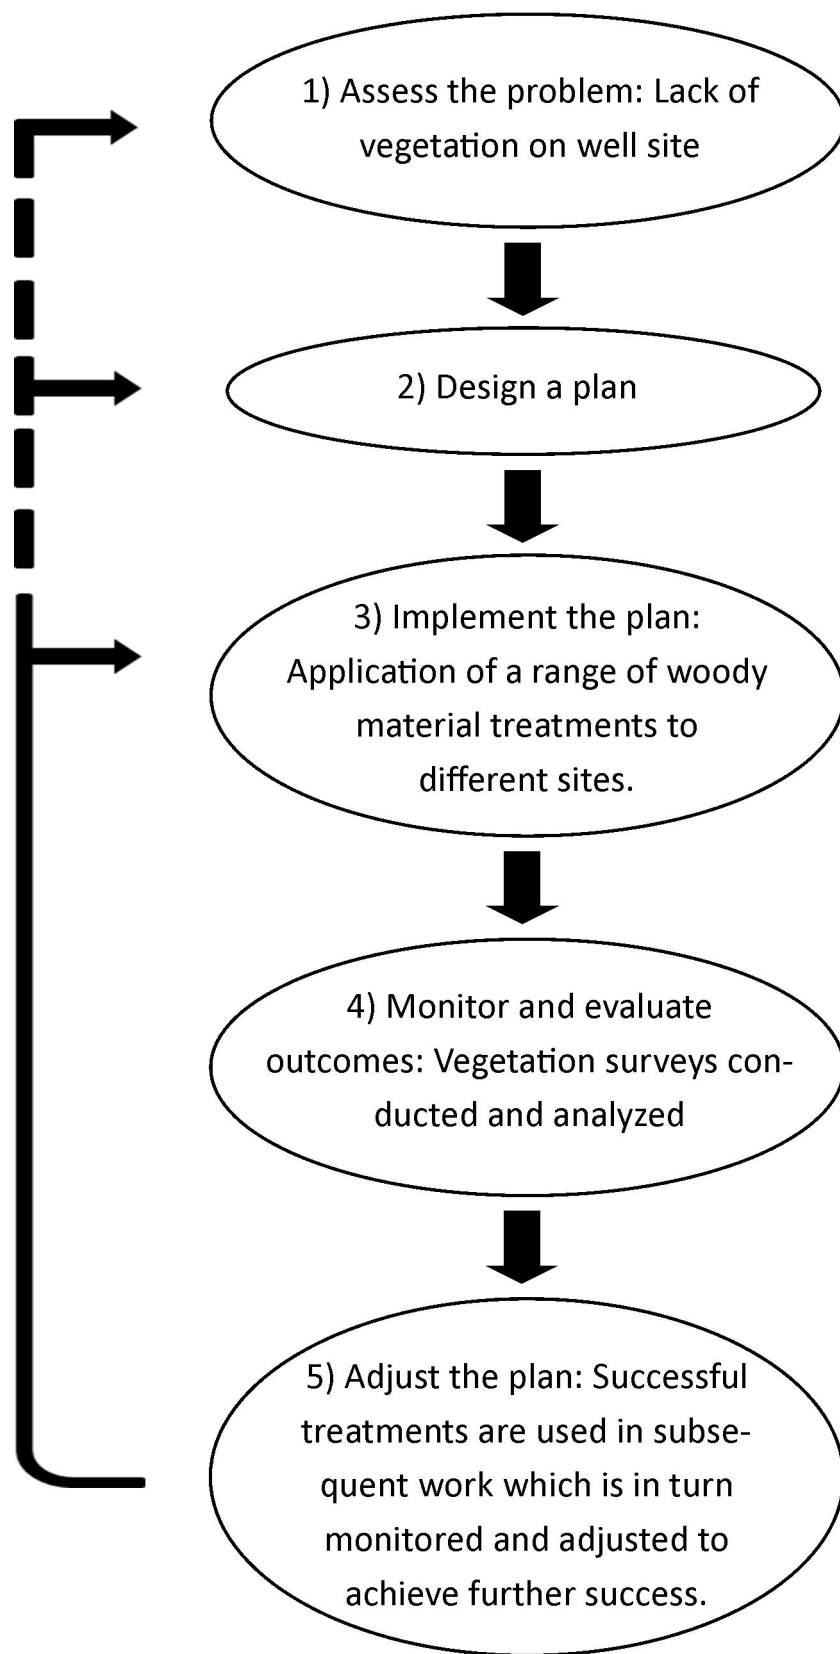 1) Assess the problem: Lack of
vegetation on well site
2) Design a plan
3) Implement the plan:
Application of a range of woody
material treatments to
different sites.
4) Monitor and evaluate
outcomes: Vegetation surveys con-
ducted and analyzed
5) Adjust the plan: Successful
treatments are used in subse-
quent work which is in turn
monitored and adjusted to
achieve further success.